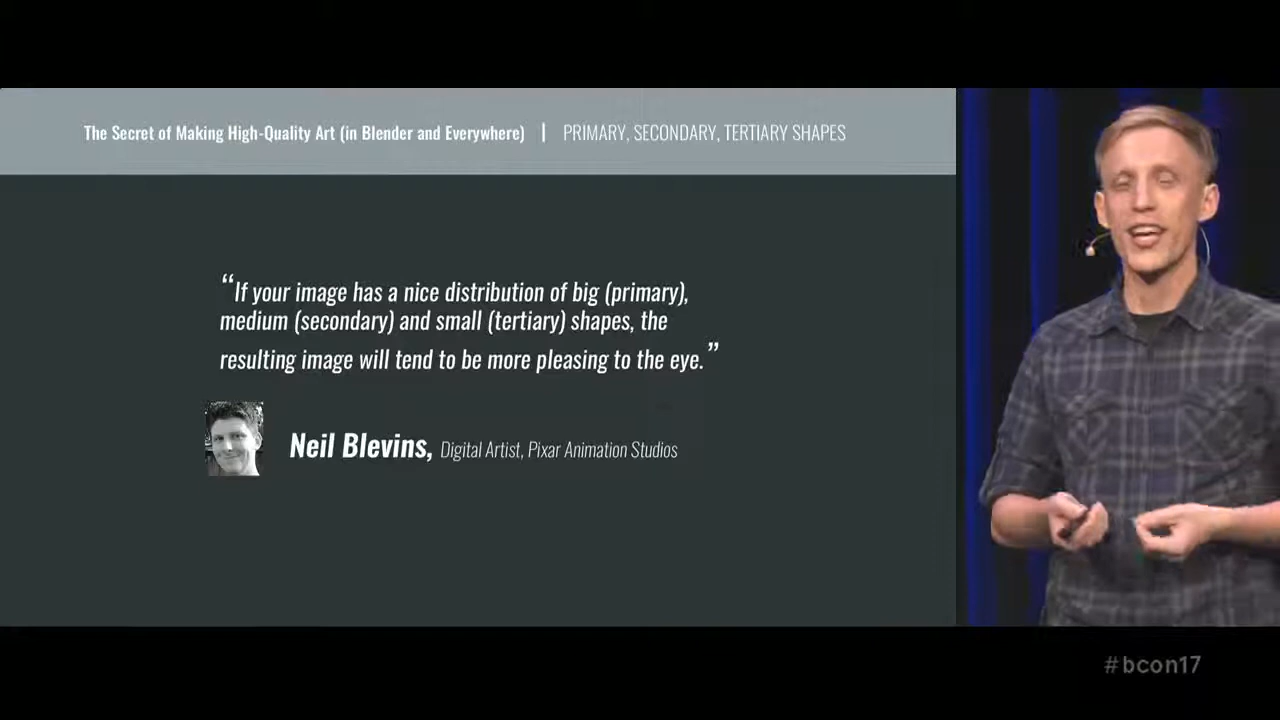 The Secret of Making High-Quality Art (in Blender and Everywhere) | PRIMARY, SECONDARY, TERTIARY SHAPES
“If your image has a nice distribution of big (primary),
medium (secondary) and small (tertiary) shapes, the
resulting image will tend to be more pleasing to the eye.”
Neil Blevins, Digital Artist, Pixar Animation Studios
#bcon17